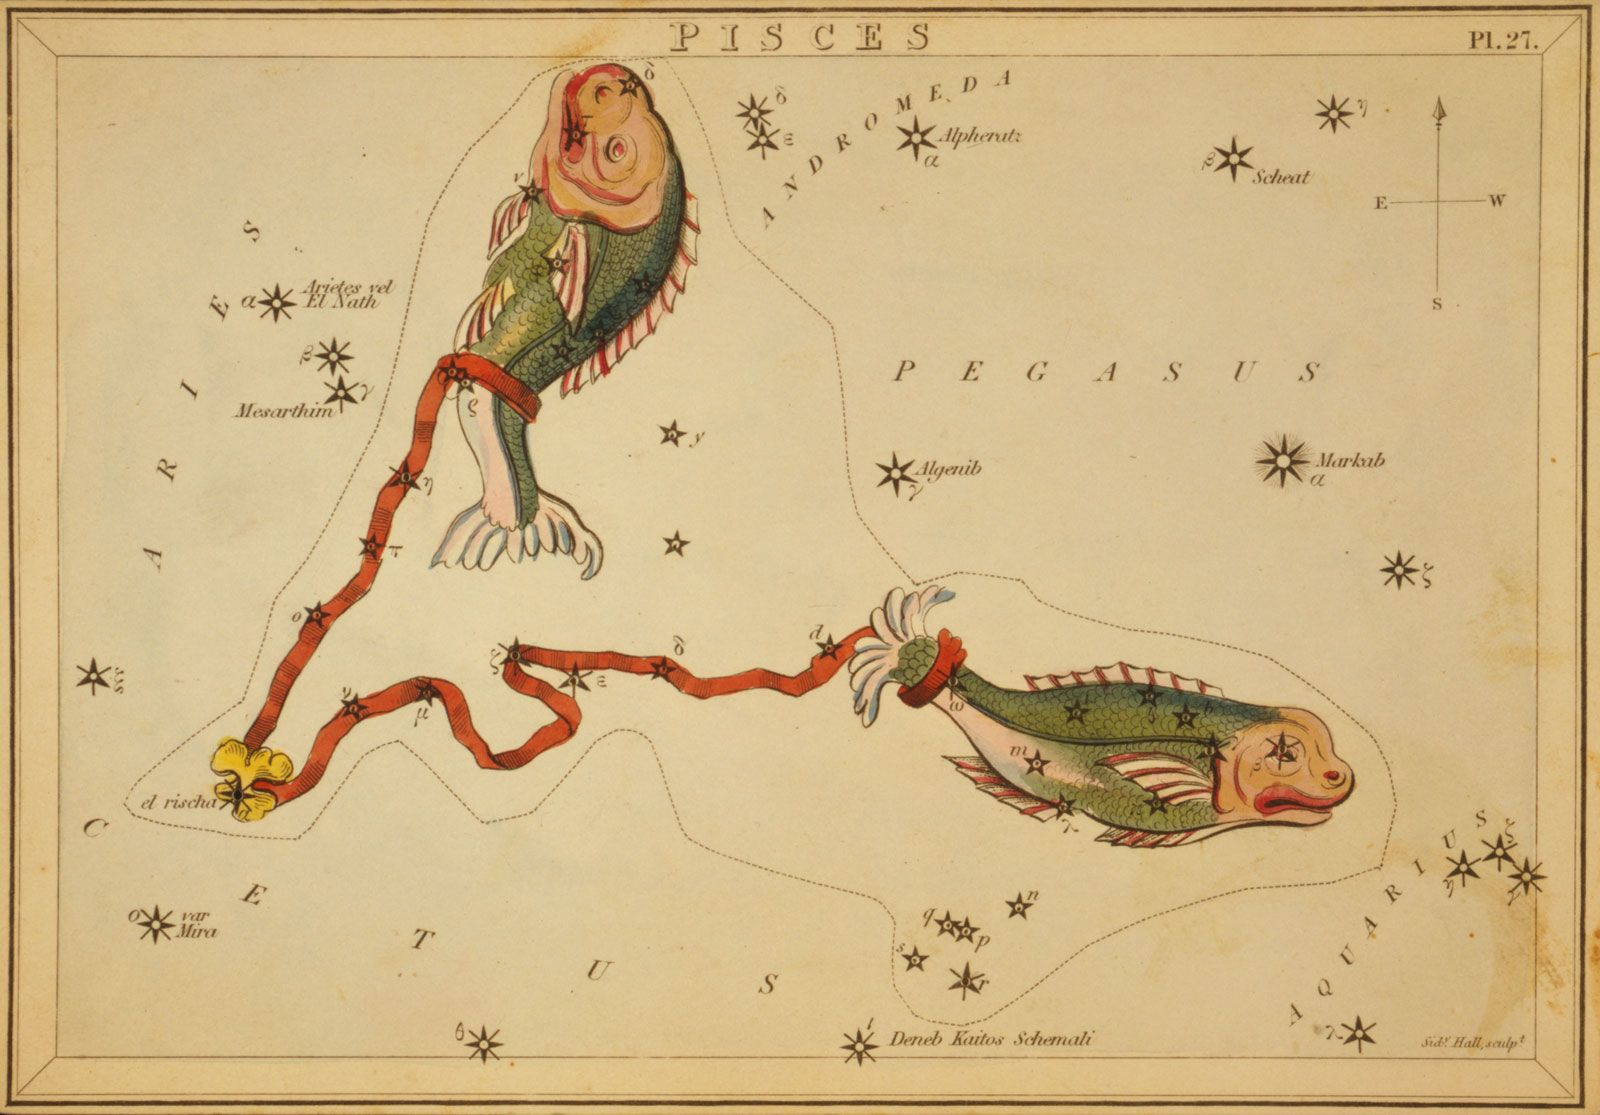 PISCES
Pl. 27.
δ
δ
ε
ANDROMEDA
Alpheratz
α
β
Scheat
η
E
W
S
ν
ARIES
α
Arietes vel
El Nath
β
γ
Mesarthim
ζ
PEGASUS
y
Algenib
γ
Markab
α
η
π
ζ
o
d
ζ
δ
ε
ν
μ
ω
b
m
β
λ
el rischa
α
CETUS
o
var
Mira
n
q
p
s
r
AQUARIUS
ζ
η
γ
λ
θ
ι
Deneb Kaitos Schemali
Sidy. Hall, sculpt.